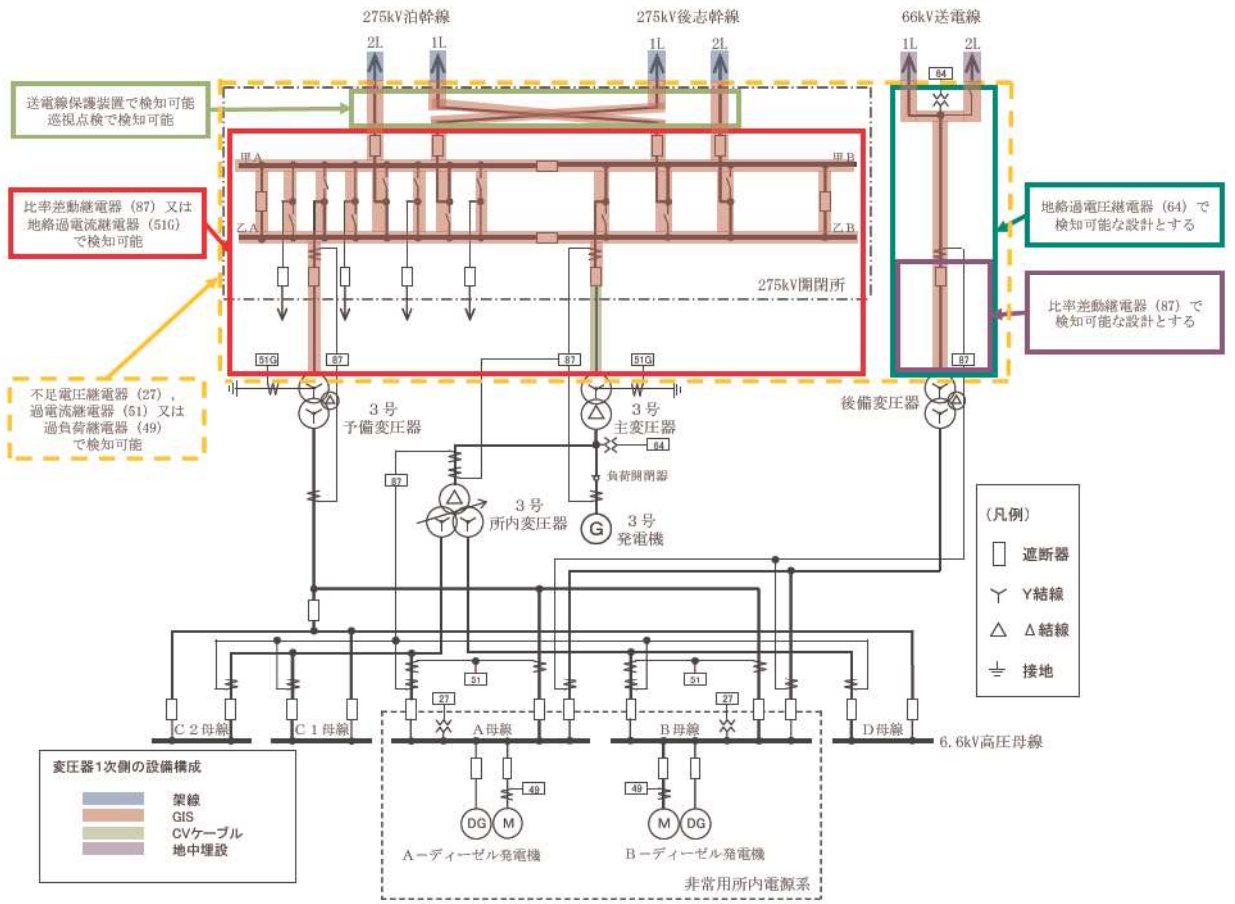 275kV泊幹線
275kV後志幹線
66kV送電線
2L
1L
1L
2L
1L
2L
64
送電線保護装置で検知可能
巡視点検で検知可能
甲A
甲B
比率差動継電器（87）又は
地絡過電流継電器（51G）
で検知可能
地絡過電圧継電器（64）で
検知可能な設計とする
乙A
乙B
275kV開閉所
比率差動継電器（87）で
検知可能な設計とする
51G
87
87
51G
87
不足電圧継電器（27），
過電流継電器（51）又は
過負荷継電器（49）
で検知可能
3号
予備変圧器
3号
主変圧器
後備変圧器
64
87
負荷開閉器
3号
所内変圧器
G
3号
発電機
（凡例）
遮断器
Y結線
Δ結線
接地
51
51
27
27
C2母線
C1母線
A母線
B母線
D母線
6.6kV高圧母線
変圧器1次側の設備構成
架線
GIS
CVケーブル
地中埋設
49
49
DG
M
M
DG
A－ディーゼル発電機
B－ディーゼル発電機
非常用所内電源系